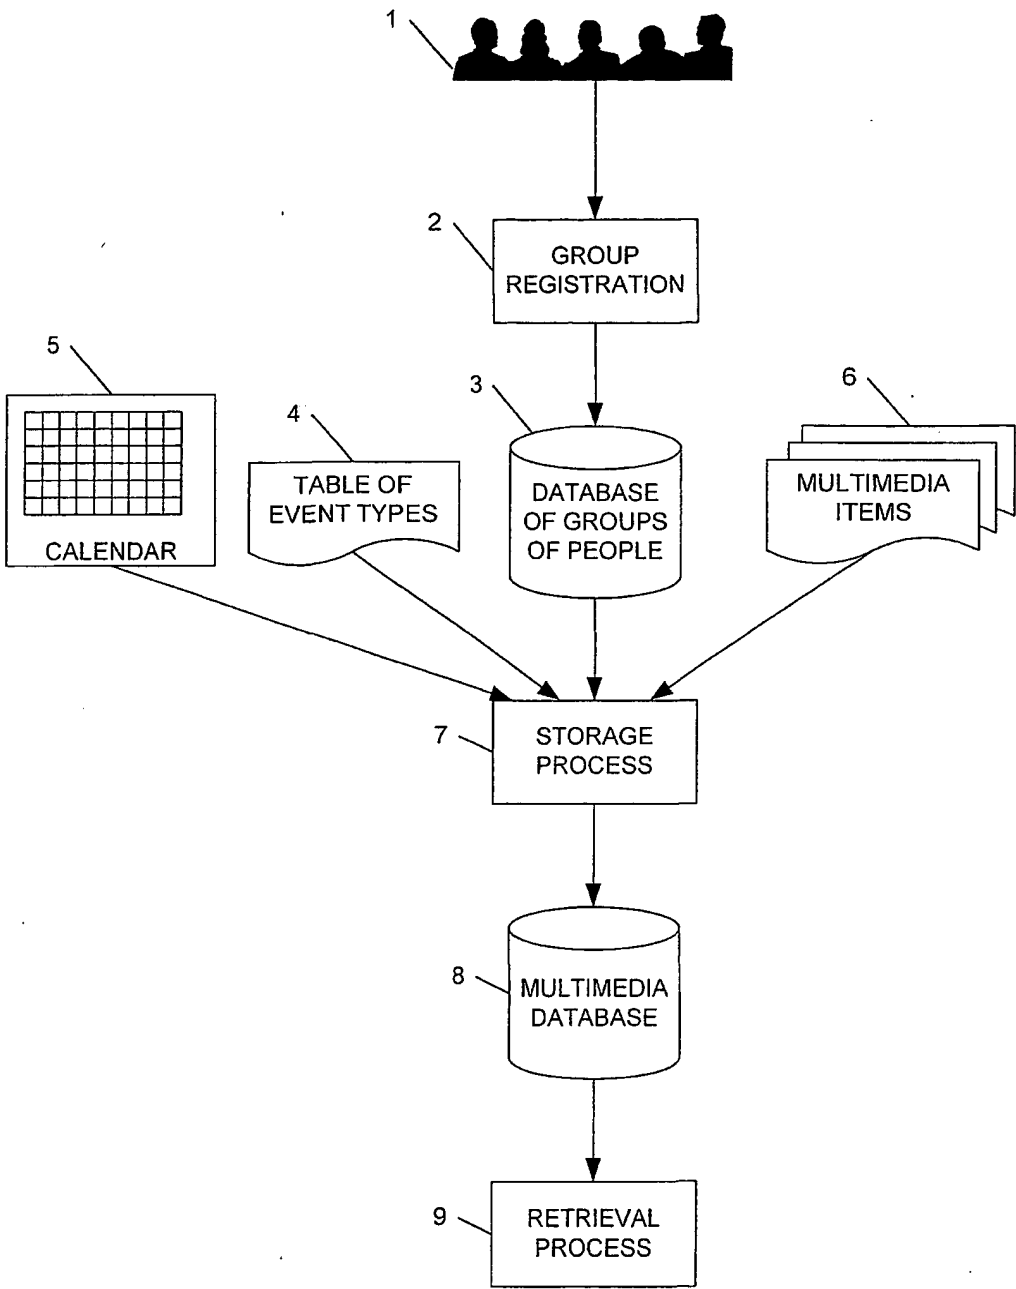 1
2
GROUP
REGISTRATION
5
CALENDAR
4
TABLE OF
EVENT TYPES
3
DATABASE
OF GROUPS
OF PEOPLE
6
MULTIMEDIA
ITEMS
7
STORAGE
PROCESS
8
MULTIMEDIA
DATABASE
9
RETRIEVAL
PROCESS